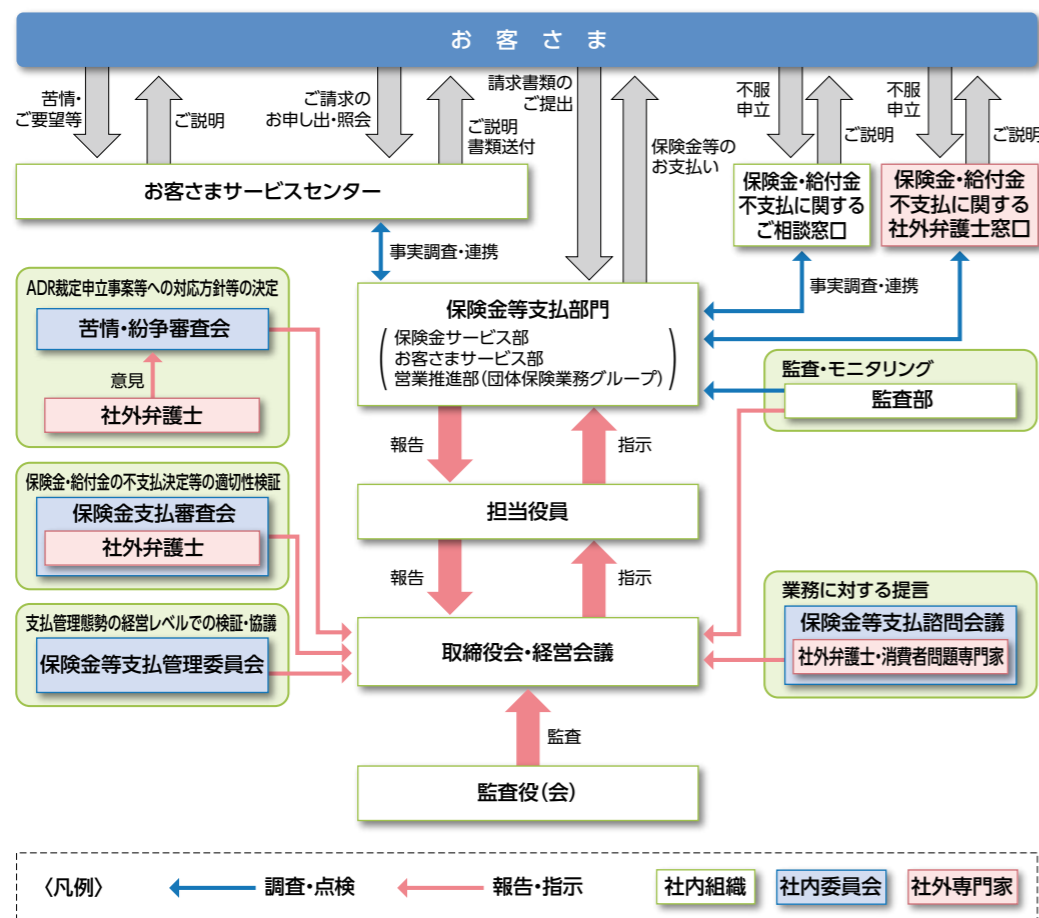 お客さま
苦情・
ご要望等
ご説明
ご請求の
お申し出・照会
ご説明
書類送付
請求書類の
ご提出
保険金等の
お支払い
不服
申立
ご説明
不服
申立
ご説明
お客さまサービスセンター
保険金・給付金
不支払に関する
ご相談窓口
保険金・給付金
不支払に関する
社外弁護士窓口
事実調査・連携
事実調査・連携
ADR裁定申立事案等への対応方針等の決定
苦情・紛争審査会
意見
社外弁護士
保険金等支払部門
保険金サービス部
お客さまサービス部
営業推進部(団体保険業務グループ)
監査・モニタリング
監査部
報告
指示
保険金・給付金の不支払決定等の適切性検証
保険金支払審査会
社外弁護士
担当役員
報告
指示
業務に対する提言
保険金等支払諮問会議
社外弁護士・消費者問題専門家
支払管理態勢の経営レベルでの検証・協議
保険金等支払管理委員会
取締役会・経営会議
監査
監査役(会)
〈凡例〉
調査・点検
報告・指示
社内組織
社内委員会
社外専門家